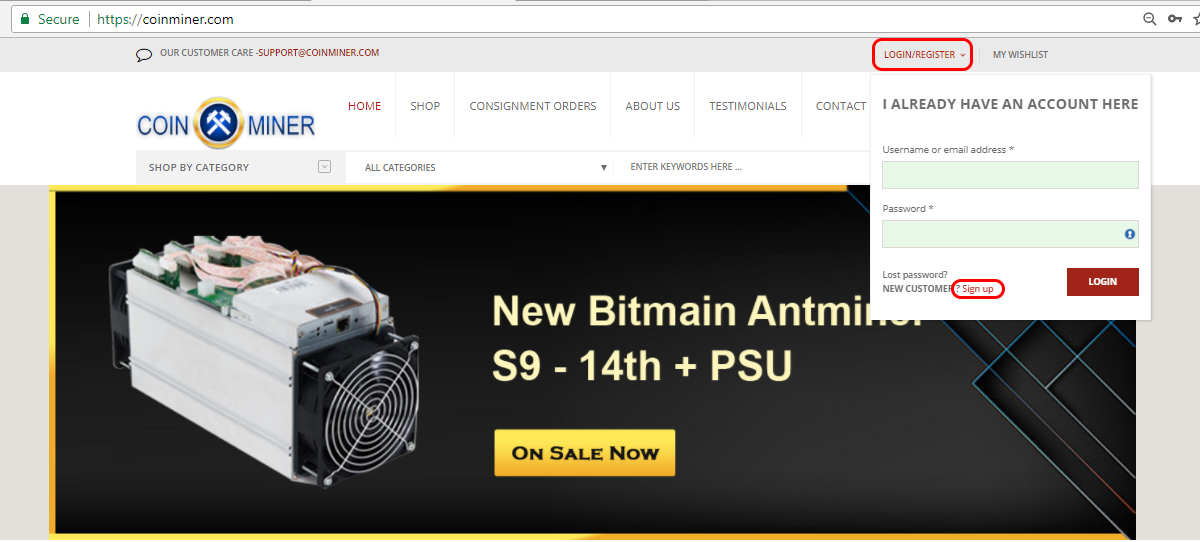 Secure
https://coinminer.com
OUR CUSTOMER CARE -SUPPORT@COINMINER.COM
LOGIN/REGISTER
MY WISHLIST
COIN MINER
HOME
SHOP
CONSIGNMENT ORDERS
ABOUT US
TESTIMONIALS
CONTACT
SHOP BY CATEGORY
ALL CATEGORIES
ENTER KEYWORDS HERE ...
I ALREADY HAVE AN ACCOUNT HERE
Username or email address *
Password *
Lost password?
NEW CUSTOMER ? Sign up
LOGIN
New Bitmain Antminer
S9 - 14th + PSU
ON SALE NOW